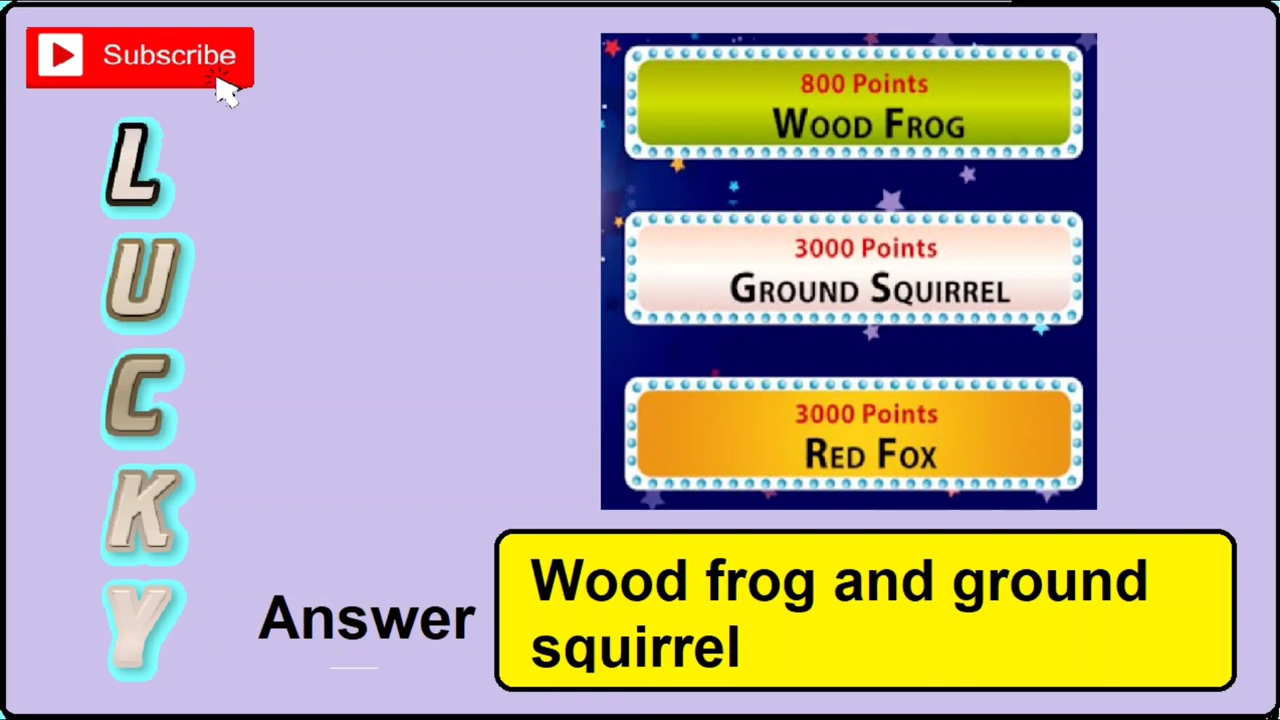 Subscribe
L
U
C
K
Y
800 Points
WOOD FROG
3000 Points
GROUND SQUIRREL
3000 Points
RED FOX
Answer
Wood frog and ground
squirrel